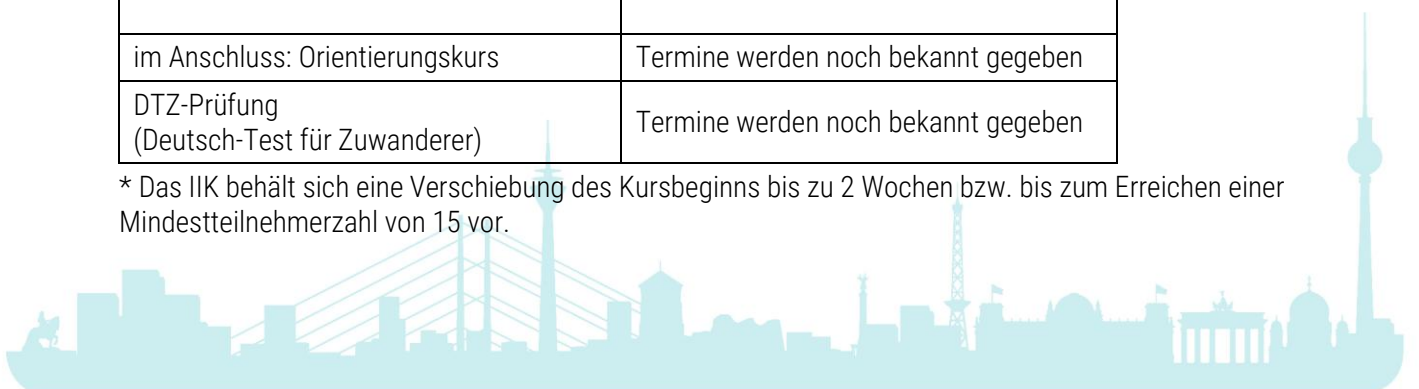 im Anschluss: Orientierungskurs
Termine werden noch bekannt gegeben
DTZ-Prüfung
(Deutsch-Test für Zuwanderer)
Termine werden noch bekannt gegeben
* Das IIK behält sich eine Verschiebung des Kursbeginns bis zu 2 Wochen bzw. bis zum Erreichen einer
Mindestteilnehmerzahl von 15 vor.